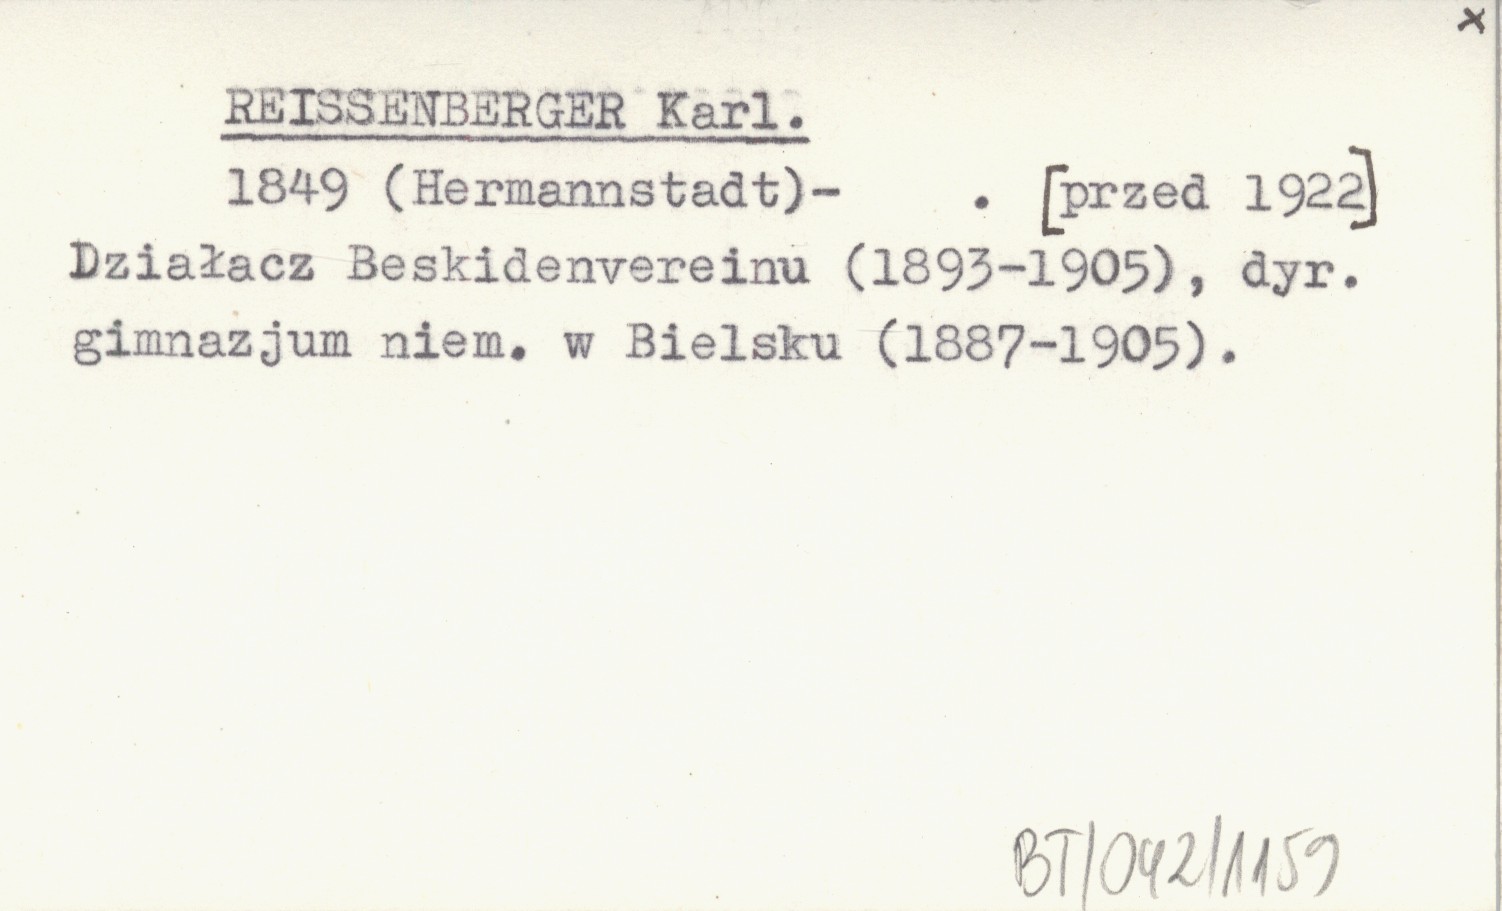 x
REISSENBERGER Karl.
1849 (Hermannstadt)- . [przed 1922]
Działacz Beskidenvereinu (1893-1905), dyr.
gimnazjum niem. w Bielsku (1887-1905).
BT/042/1159